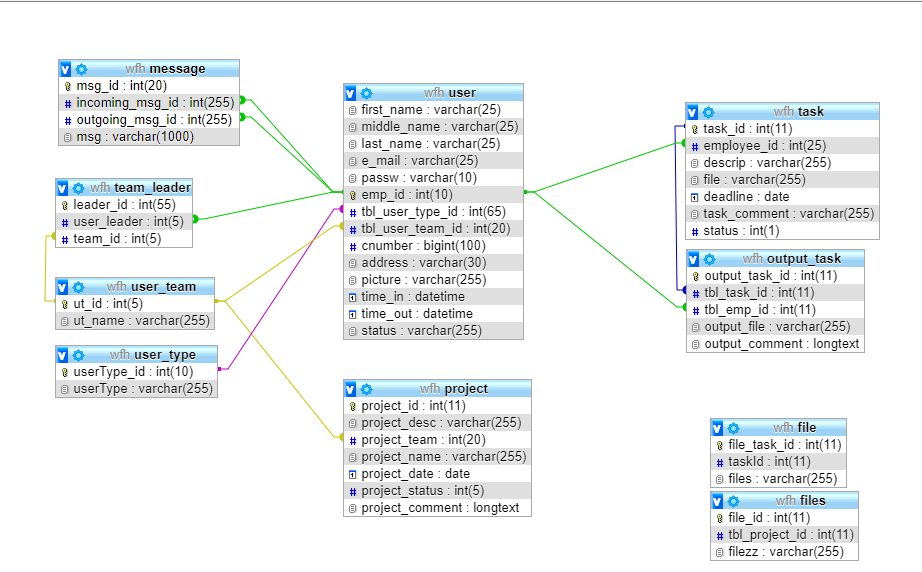 wfh message
msg_id : int(20)
incoming_msg_id : int(255)
outgoing_msg_id : int(255)
msg : varchar(1000)
wfh team_leader
leader_id : int(55)
user_leader : int(5)
team_id : int(5)
wfh user_team
ut_id : int(5)
ut_name : varchar(255)
wfh user_type
userType_id : int(10)
userType : varchar(255)
wfh user
first_name : varchar(25)
middle_name : varchar(25)
last_name : varchar(25)
e_mail : varchar(25)
passw : varchar(10)
emp_id : int(10)
tbl_user_type_id : int(65)
tbl_user_team_id : int(20)
cnumber : bigint(100)
address : varchar(30)
picture : varchar(255)
time_in : datetime
time_out : datetime
status : varchar(255)
wfh project
project_id : int(11)
project_desc : varchar(255)
project_team : int(20)
project_name : varchar(255)
project_date : date
project_status : int(5)
project_comment : longtext
wfh task
task_id : int(11)
employee_id : int(25)
descrip : varchar(255)
file : varchar(255)
deadline : date
task_comment : varchar(255)
status : int(1)
wfh output_task
output_task_id : int(11)
tbl_task_id : int(11)
tbl_emp_id : int(11)
output_file : varchar(255)
output_comment : longtext
wfh file
file_task_id : int(11)
taskId : int(11)
files : varchar(255)
wfh files
file_id : int(11)
tbl_project_id : int(11)
filezz : varchar(255)